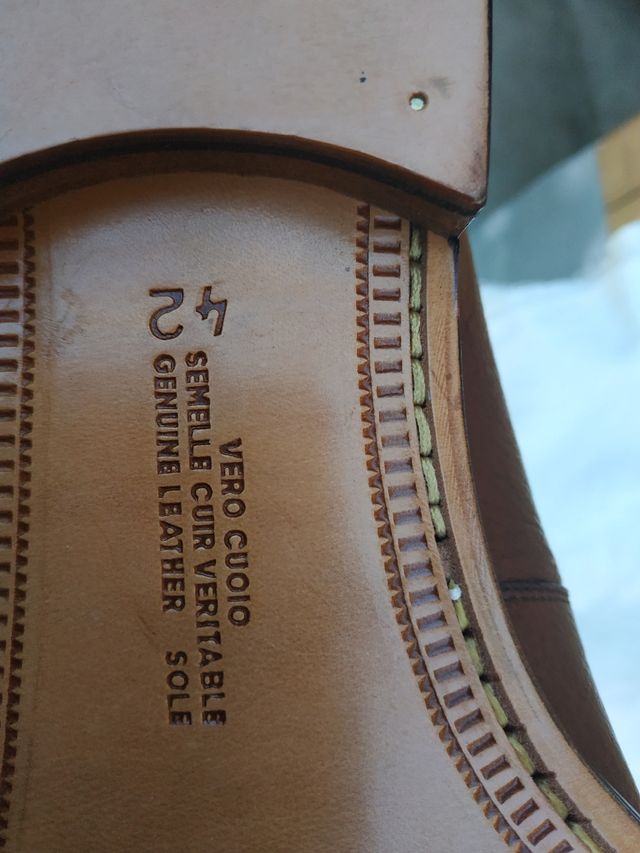 42
VERO CUOIO
SEMELLE CUIR VERITABLE
GENUINE LEATHER SOLE